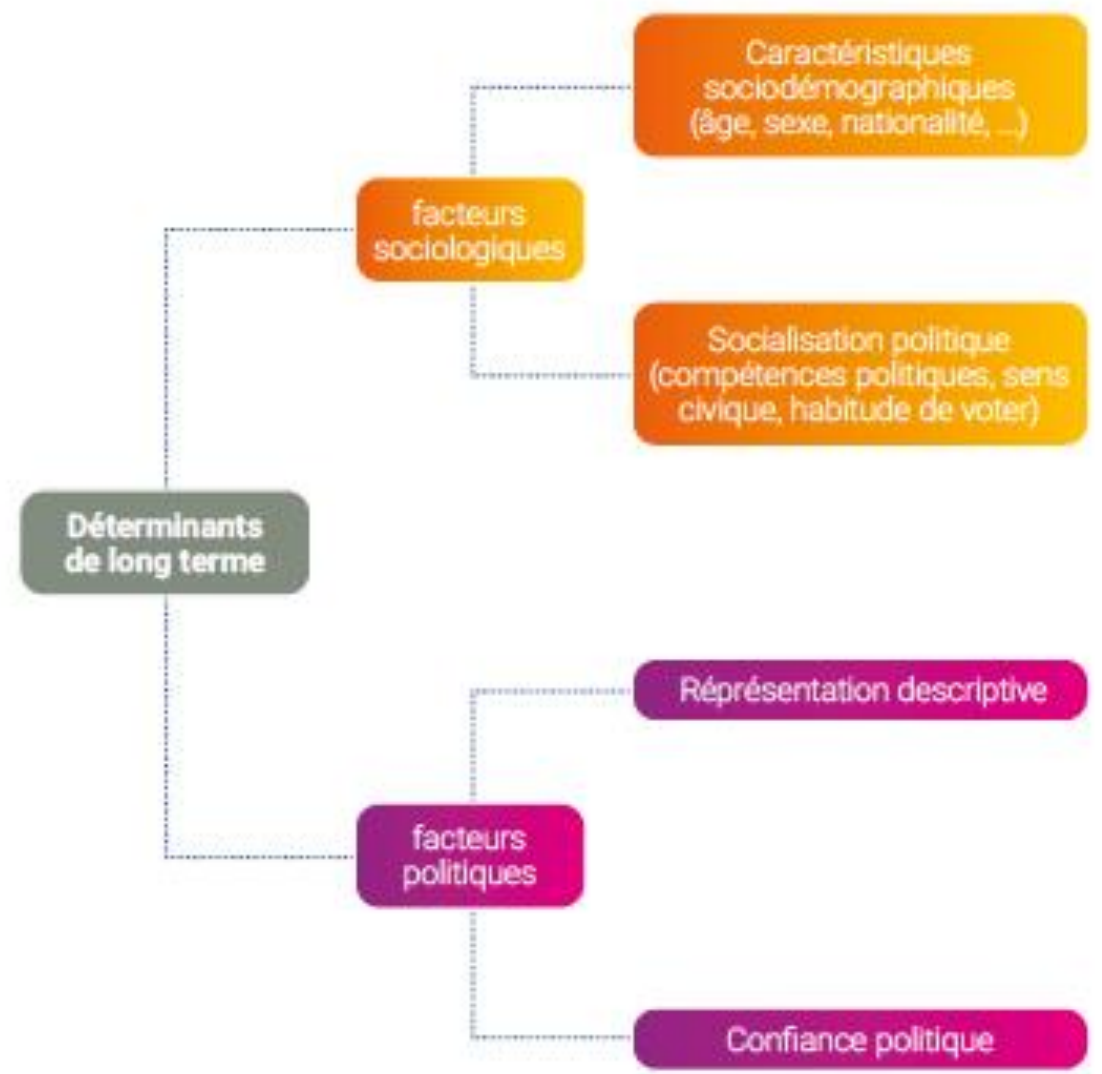 Caractéristiques
sociodémographiques
(âge, sexe, nationalité, ...)
facteurs
sociologiques
Socialisation politique
(compétences politiques, sens
civique, habitude de voter)
Déterminants
de long terme
Réprésentation descriptive
facteurs
politiques
Confiance politique